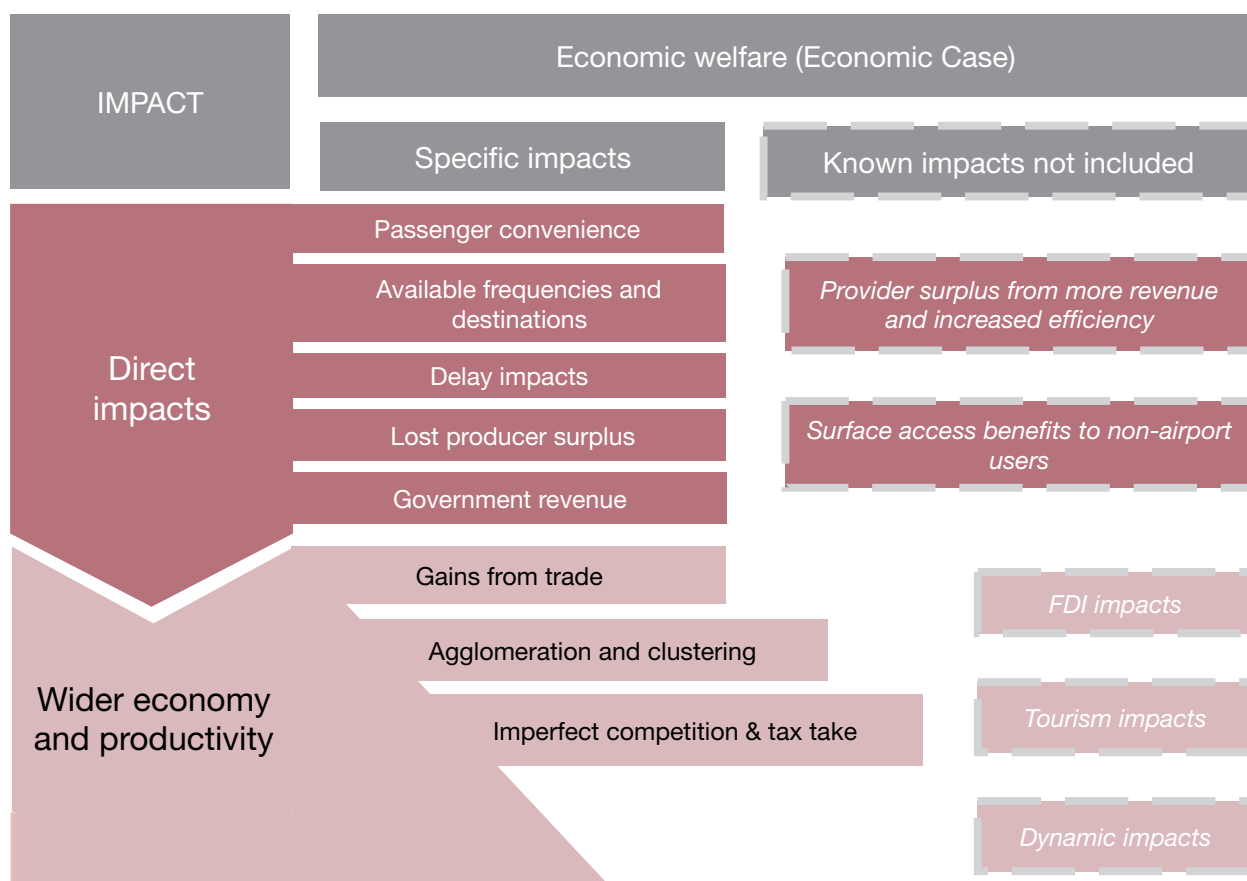 IMPACT
Economic welfare (Economic Case)
Specific impacts
Known impacts not included
Direct
impacts
Passenger convenience
Available frequencies and
destinations
Delay impacts
Lost producer surplus
Government revenue
Provider surplus from more revenue
and increased efficiency
Surface access benefits to non-airport
users
Wider economy
and productivity
Gains from trade
Agglomeration and clustering
Imperfect competition & tax take
FDI impacts
Tourism impacts
Dynamic impacts